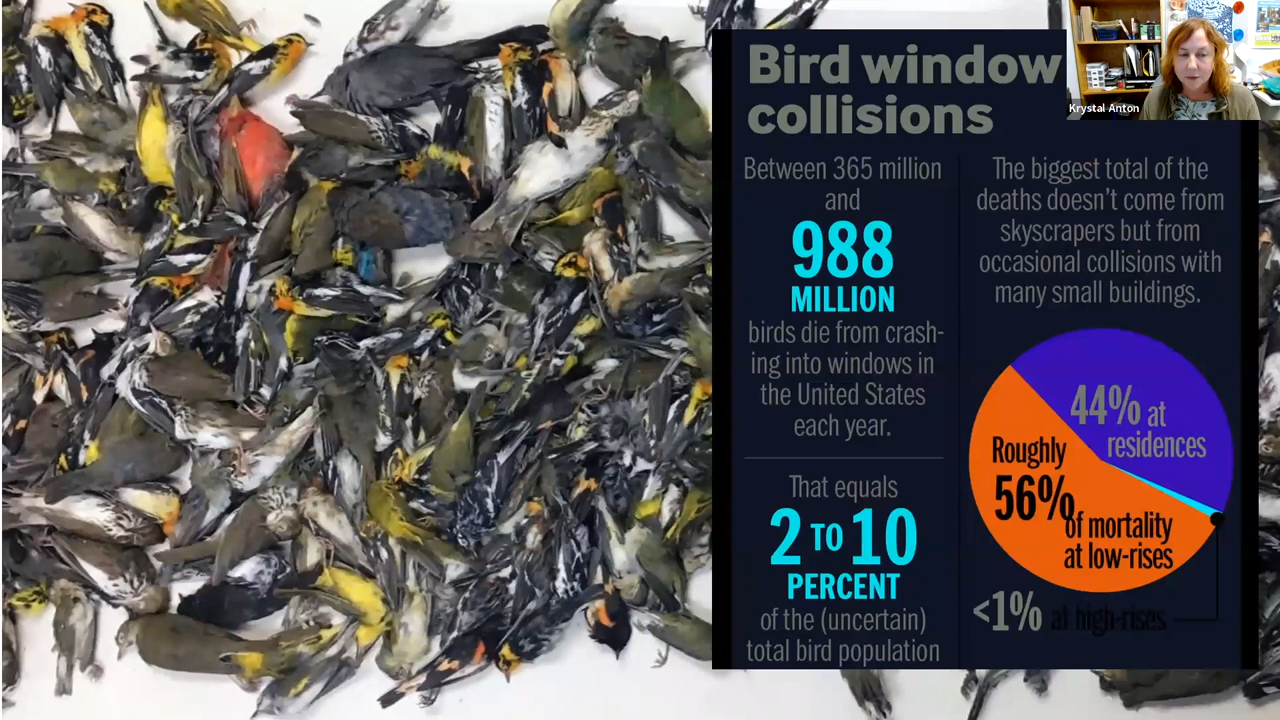 Bird window
collisions
Krystal Anton
Between 365 million
and
988
MILLION
birds die from crash-
ing into windows in
the United States
each year.
That equals
2 TO 10
PERCENT
of the (uncertain)
total bird population
The biggest total of the
deaths doesn't come from
skyscrapers but from
occasional collisions with
many small buildings.
44% at
residences
Roughly
56%
of mortality
at low-rises
<1% at high-rises